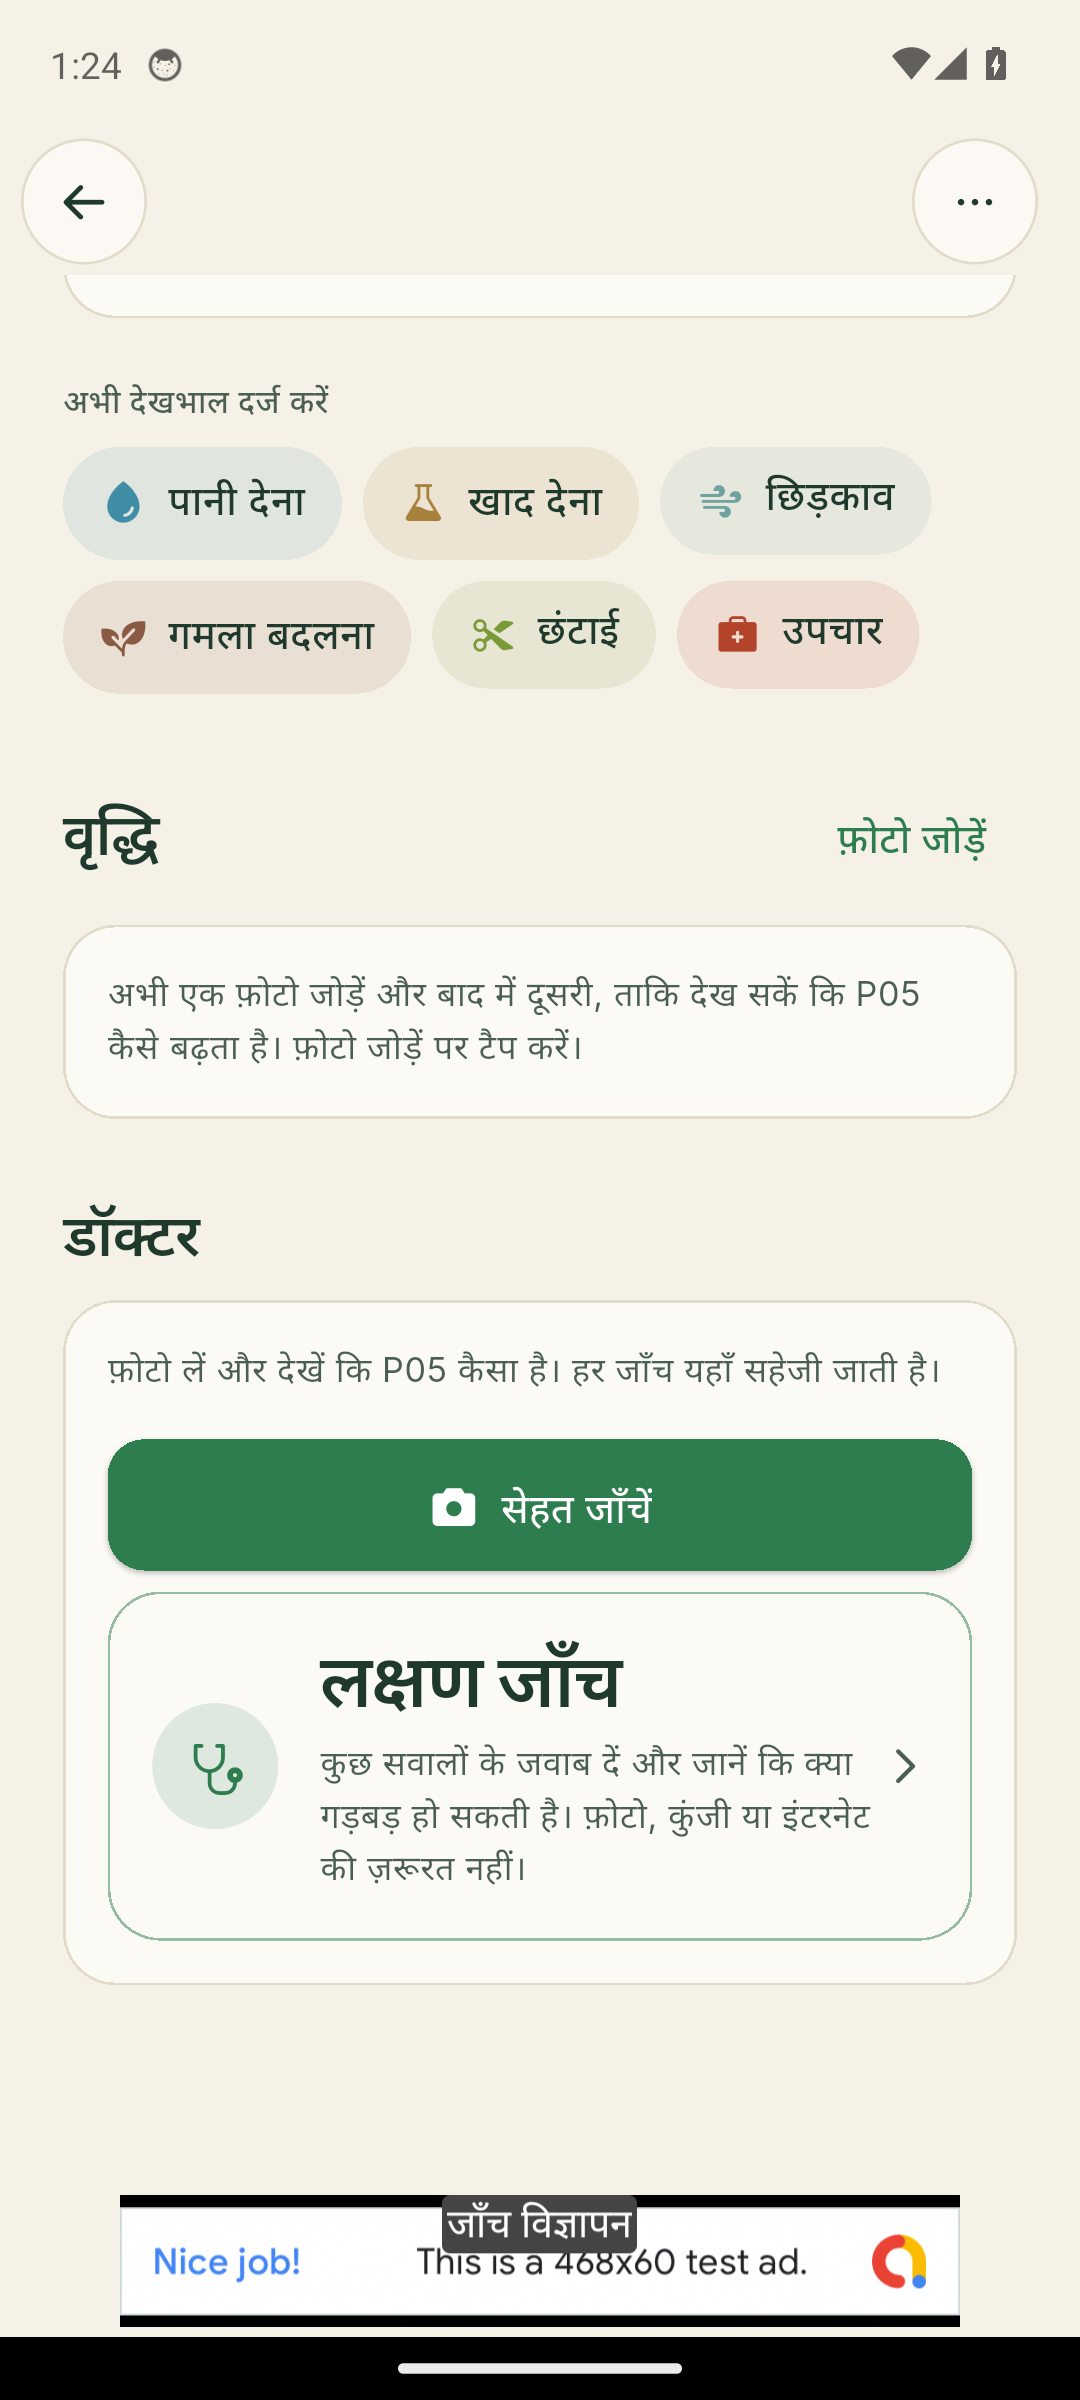 1:24
अभी देखभाल दर्ज करें
पानी देना
खाद देना
छिड़काव
गमला बदलना
छंटाई
उपचार
वृद्धि
फ़ोटो जोड़ें
अभी एक फ़ोटो जोड़ें और बाद में दूसरी, ताकि देख सकें कि P05
कैसे बढ़ता है। फ़ोटो जोड़ें पर टैप करें।
डॉक्टर
फ़ोटो लें और देखें कि P05 कैसा है। हर जाँच यहाँ सहेजी जाती है।
सेहत जाँचें
लक्षण जाँच
कुछ सवालों के जवाब दें और जानें कि क्या
गड़बड़ हो सकती है। फ़ोटो, कुंजी या इंटरनेट
की ज़रूरत नहीं।
जाँच विज्ञापन
Nice job!
This is a 468x60 test ad.